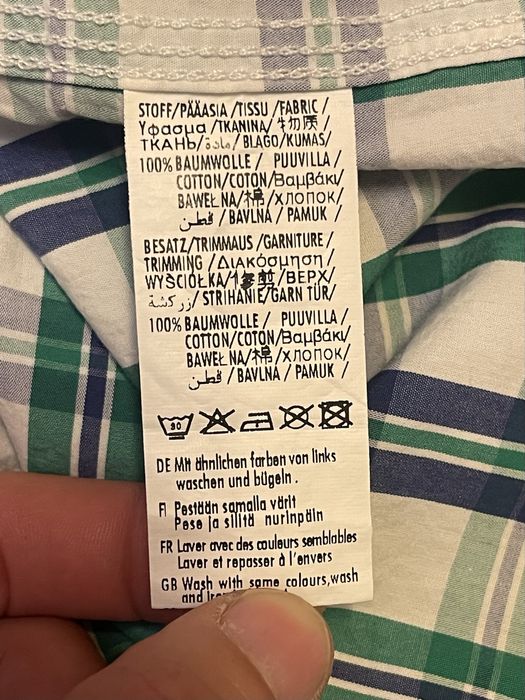 STOFF/PÄÄASIA/TISSU/FABRIC/
Υφασμα/TKANINA/物质/
ТКАНЬ/مادة/BLAGO/KUMAS/
100% BAUMWOLLE/ PUUVILLA/
COTTON/COTON/Βαμβάκι/
BAWEŁNA/棉/ХЛОПОК/
قطن/BAVLNA/PAMUK/
BESATZ/TRIMMAUS/GARNITURE/
TRIMMING/Διακόσμηση/
WYŚCIÓŁKA/修剪/ВЕРХ/
زركشة/STRIHANIE/GARN TÜR/
100% BAUMWOLLE/ PUUVILLA/
COTTON/COTON/Βαμβάκι/
BAWEŁNA/棉/ХЛОПОК/
قطن/BAVLNA/PAMUK/
30
DE Mit ähnlichen farben von links
waschen und bügeln.
FI Pestään samalla värit
Pese ja silitä nurinpäin
FR Laver avec des couleurs semblables
Laver et repasser à l'envers
GB Wash with same colours,wash
and